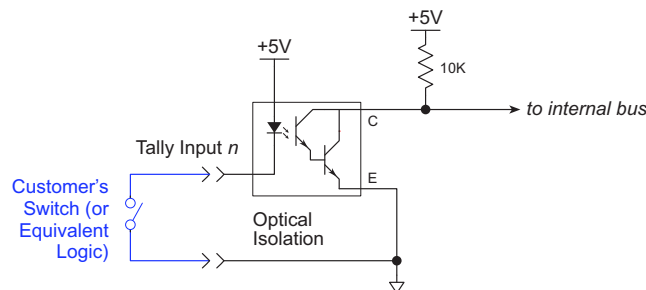 +5V
+5V
10K
C
to internal bus
Tally Input n
E
Customer's
Switch (or
Equivalent
Logic)
Optical
Isolation